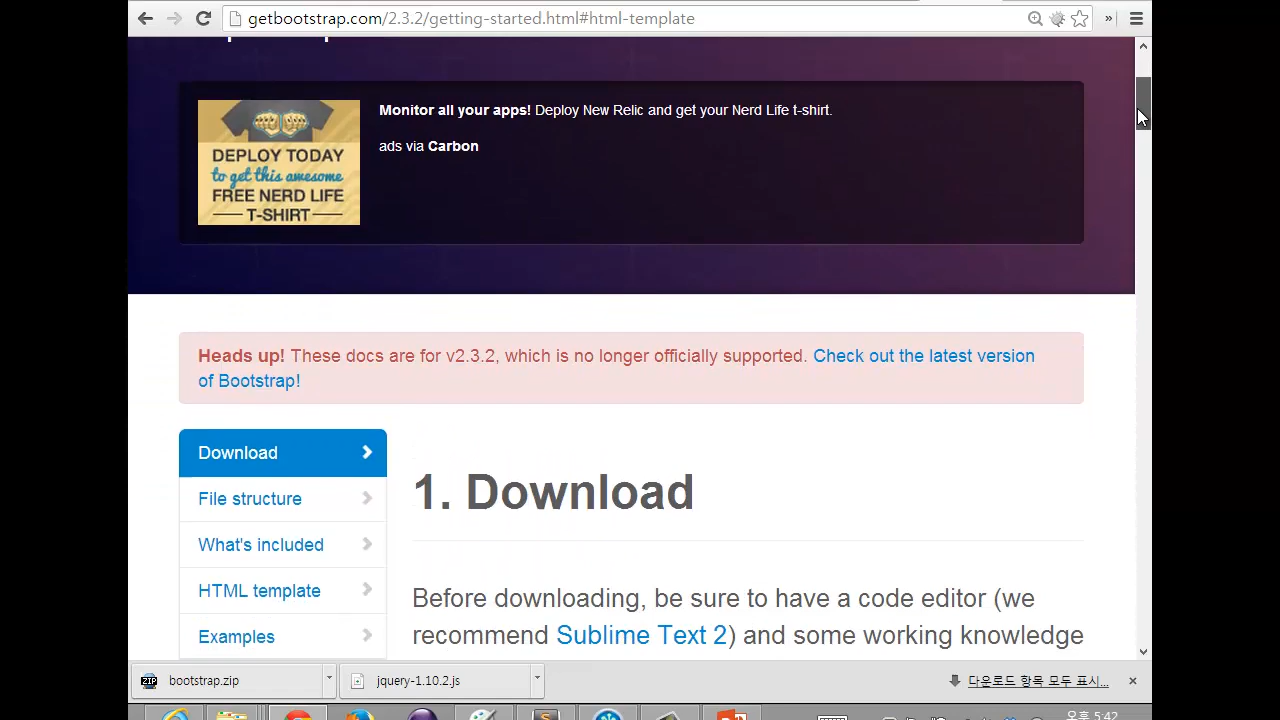 getbootstrap.com/2.3.2/getting-started.html#html-template
DEPLOY TODAY
to get this awesome
FREE NERD LIFE
T-SHIRT
Monitor all your apps! Deploy New Relic and get your Nerd Life t-shirt.
ads via Carbon
Heads up! These docs are for v2.3.2, which is no longer officially supported. Check out the latest version
of Bootstrap!
Download
File structure
What's included
HTML template
Examples
1. Download
Before downloading, be sure to have a code editor (we
recommend Sublime Text 2) and some working knowledge
ZIP
bootstrap.zip
jquery-1.10.2.js
다운로드 항목 모두 표시...
오후 5:42